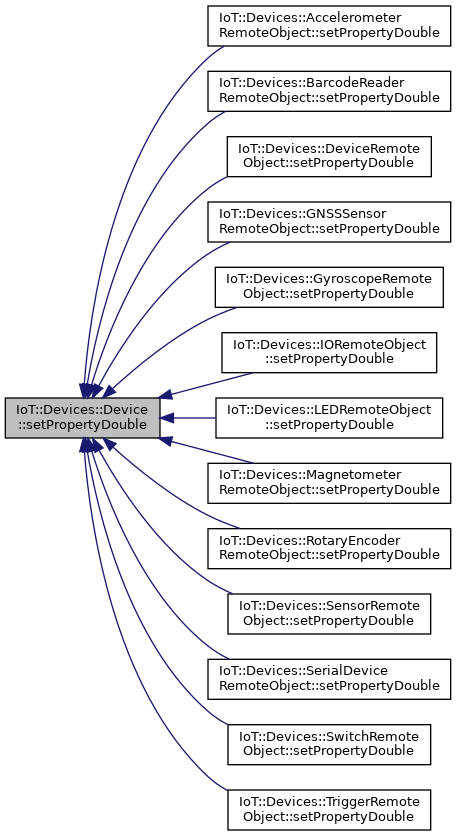 IoT::Devices::Accelerometer
RemoteObject::setPropertyDouble
IoT::Devices::BarcodeReader
RemoteObject::setPropertyDouble
IoT::Devices::DeviceRemote
Object::setPropertyDouble
IoT::Devices::GNSSSensor
RemoteObject::setPropertyDouble
IoT::Devices::GyroscopeRemote
Object::setPropertyDouble
IoT::Devices::IORemoteObject
::setPropertyDouble
IoT::Devices::Device
::setPropertyDouble
IoT::Devices::LEDRemoteObject
::setPropertyDouble
IoT::Devices::Magnetometer
RemoteObject::setPropertyDouble
IoT::Devices::RotaryEncoder
RemoteObject::setPropertyDouble
IoT::Devices::SensorRemote
Object::setPropertyDouble
IoT::Devices::SerialDevice
RemoteObject::setPropertyDouble
IoT::Devices::SwitchRemote
Object::setPropertyDouble
IoT::Devices::TriggerRemote
Object::setPropertyDouble